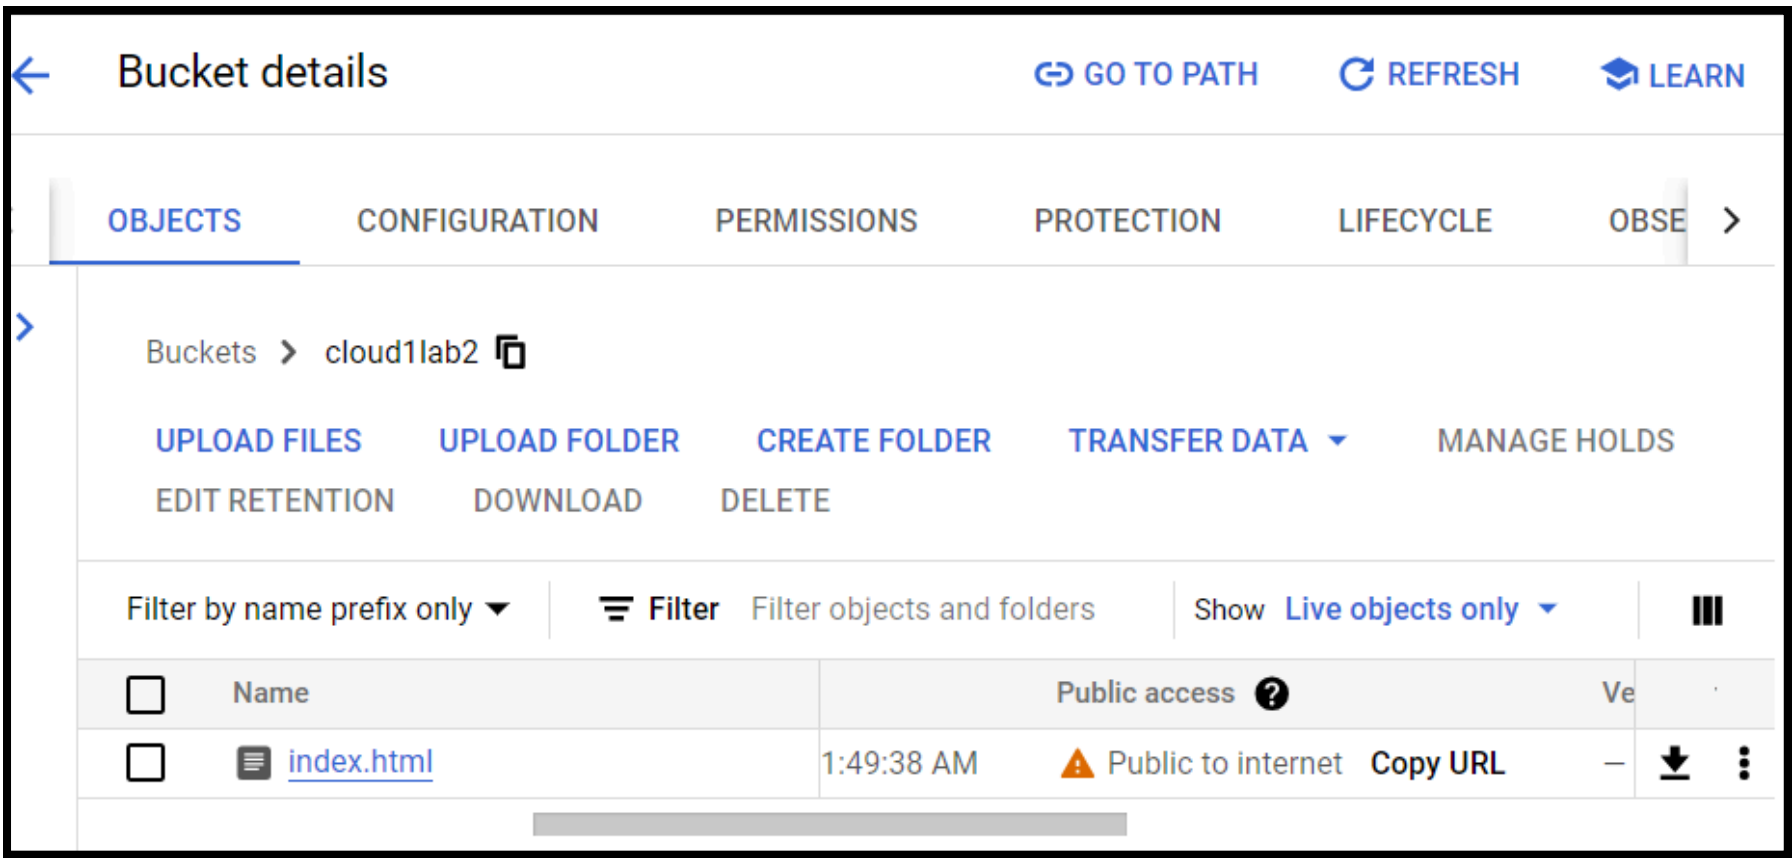 Bucket details GO TO PATH REFRESH LEARN
OBJECTS CONFIGURATION PERMISSIONS PROTECTION LIFECYCLE OBSE
Buckets cloud1lab2
UPLOAD FILES UPLOAD FOLDER CREATE FOLDER TRANSFER DATA MANAGE HOLDS
EDIT RETENTION DOWNLOAD DELETE
Filter by name prefix only Filter Filter objects and folders Show Live objects only
Name Public access Ve
index.html 1:49:38 AM Public to internet Copy URL —